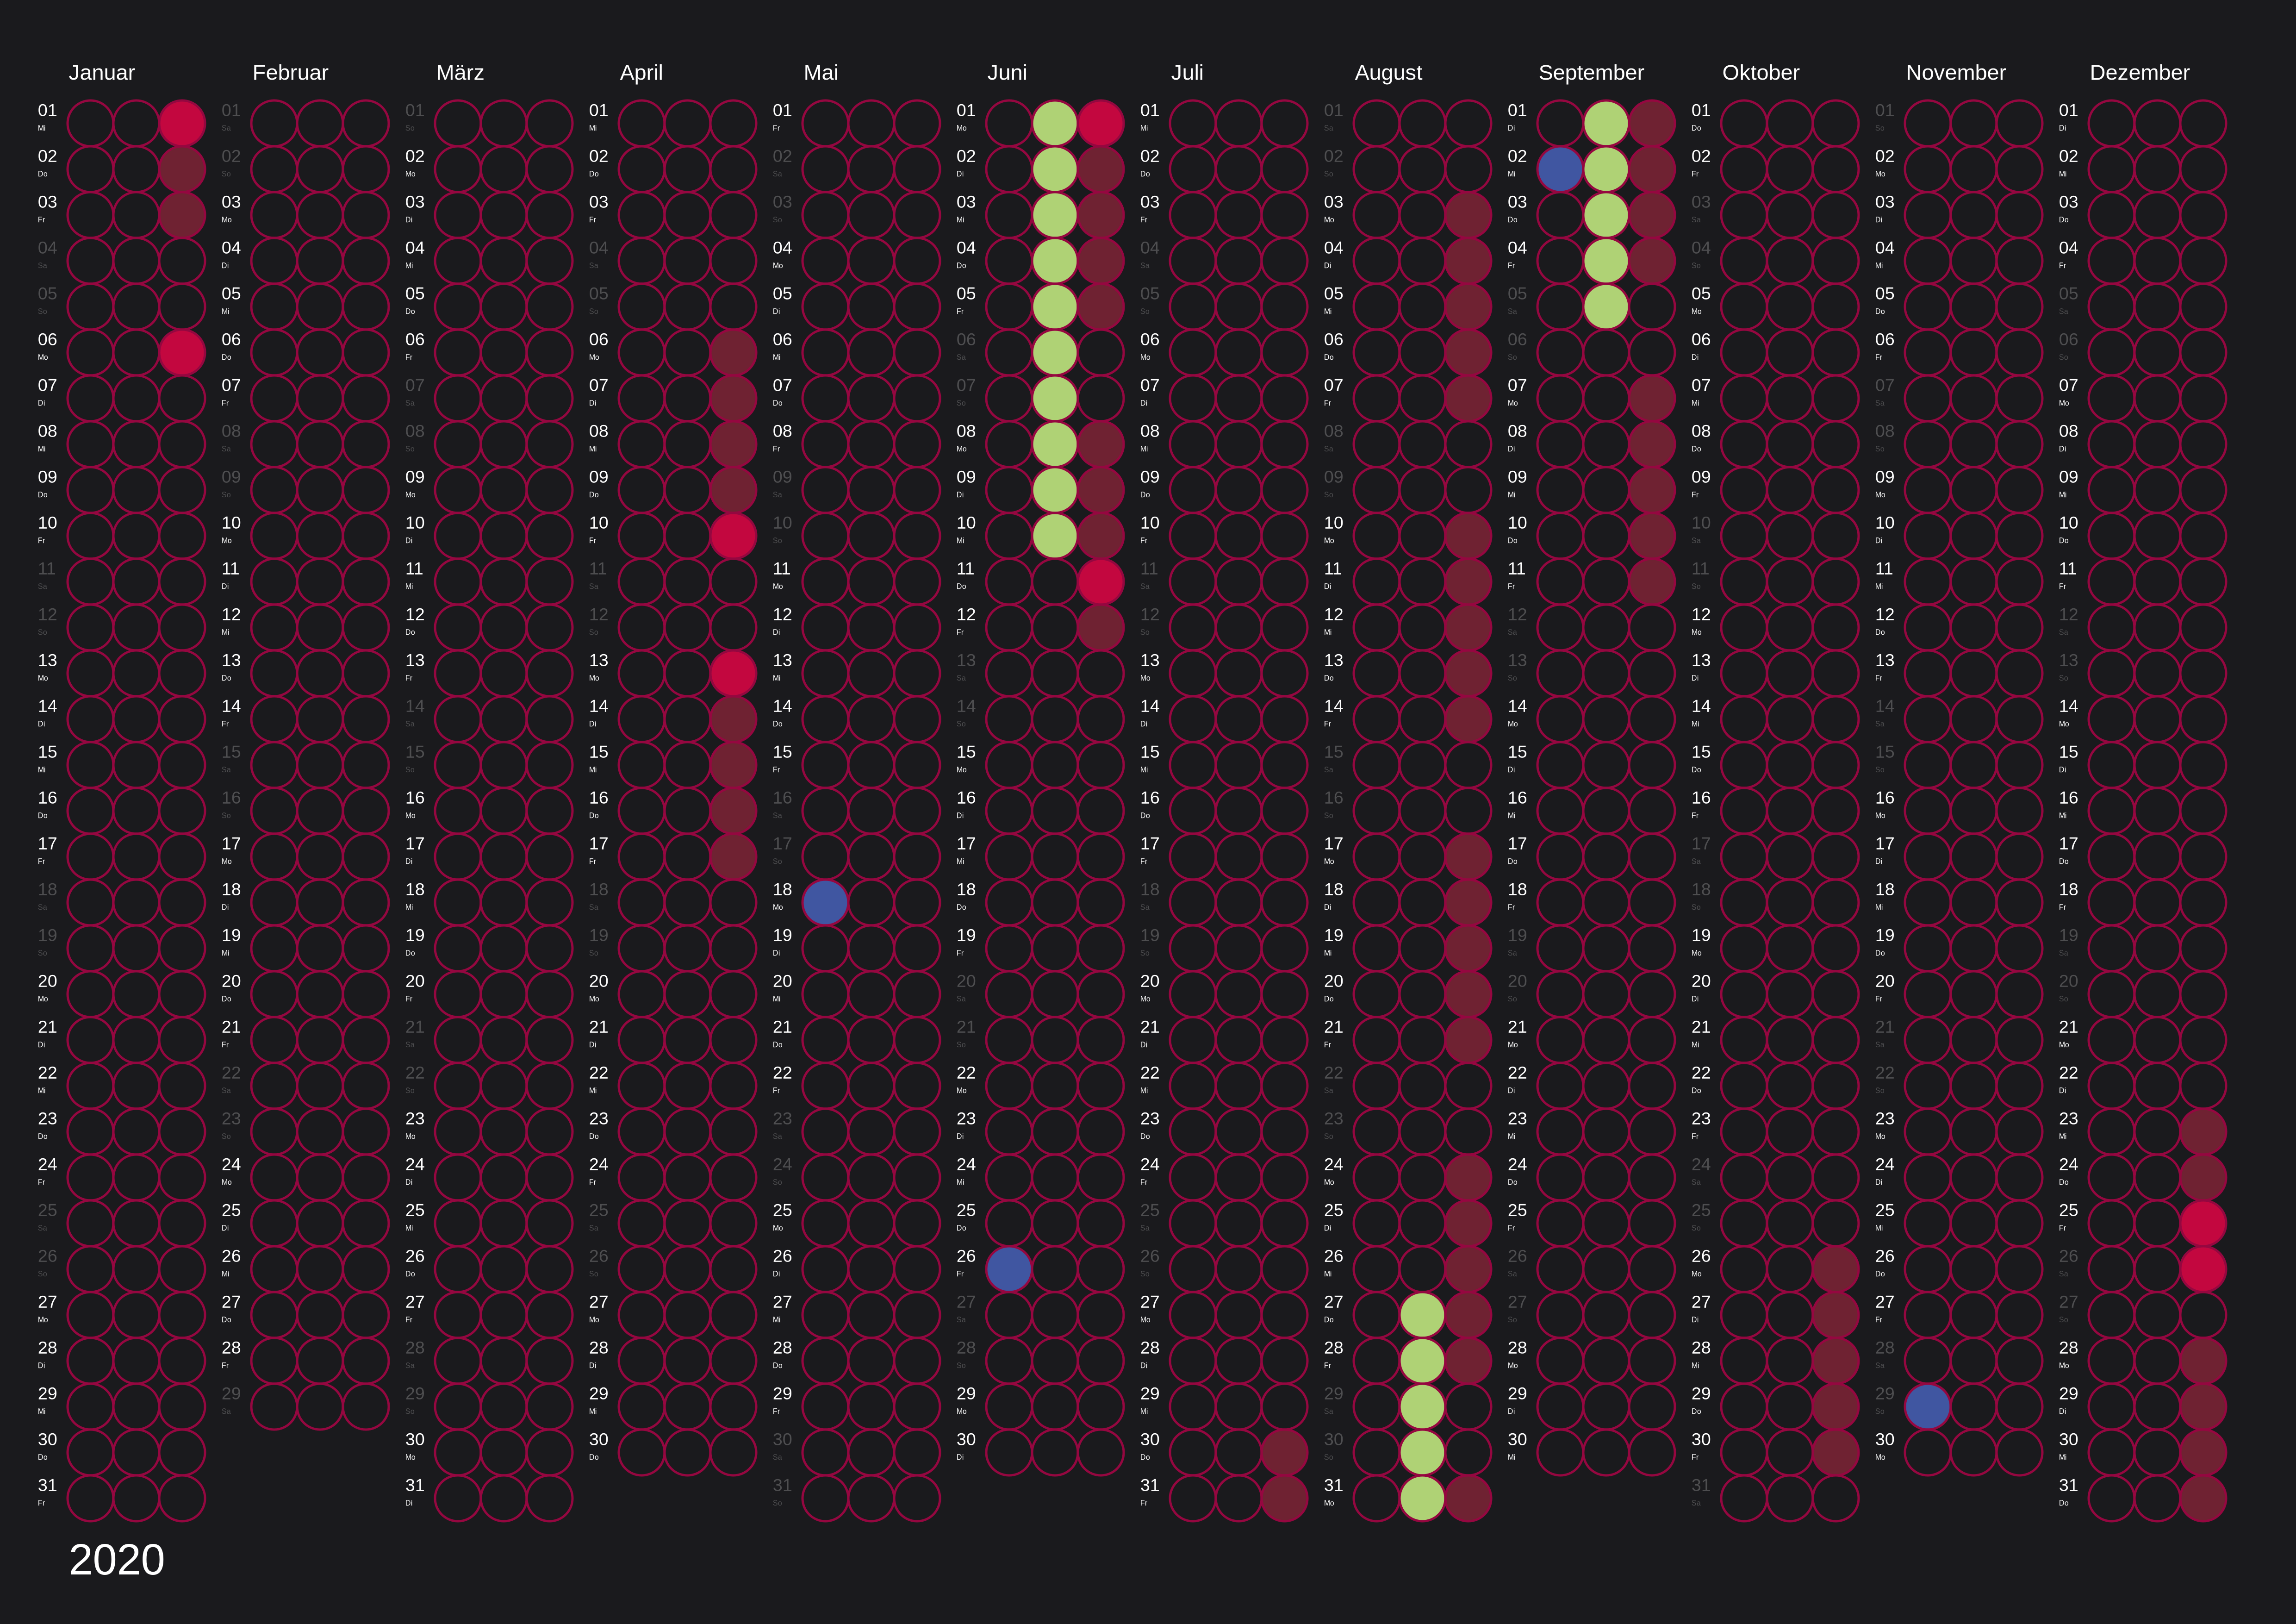 Januar Februar März April Mai Juni Juli August September Oktober November Dezember
01 01 01 01 01 01 01 01 01 01 01 01
Mi Sa So Mi Fr Mo Mi Sa Di Do So Di
02 02 02 02 02 02 02 02 02 02 02 02
Do So Mo Do Sa Di Do So Mi Fr Mo Mi
03 03 03 03 03 03 03 03 03 03 03 03
Fr Mo Di Fr So Mi Fr Mo Do Sa Di Do
04 04 04 04 04 04 04 04 04 04 04 04
Sa Di Mi Sa Mo Do Sa Di Fr So Mi Fr
05 05 05 05 05 05 05 05 05 05 05 05
So Mi Do So Di Fr So Mi Sa Mo Do Sa
06 06 06 06 06 06 06 06 06 06 06 06
Mo Do Fr Mo Mi Sa Mo Do So Di Fr So
07 07 07 07 07 07 07 07 07 07 07 07
Di Fr Sa Di Do So Di Fr Mo Mi Sa Mo
08 08 08 08 08 08 08 08 08 08 08 08
Mi Sa So Mi Fr Mo Mi Sa Di Do So Di
09 09 09 09 09 09 09 09 09 09 09 09
Do So Mo Do Sa Di Do So Mi Fr Mo Mi
10 10 10 10 10 10 10 10 10 10 10 10
Fr Mo Di Fr So Mi Fr Mo Do Sa Di Do
11 11 11 11 11 11 11 11 11 11 11 11
Sa Di Mi Sa Mo Do Sa Di Fr So Mi Fr
12 12 12 12 12 12 12 12 12 12 12 12
So Mi Do So Di Fr So Mi Sa Mo Do Sa
13 13 13 13 13 13 13 13 13 13 13 13
Mo Do Fr Mo Mi Sa Mo Do So Di Fr So
14 14 14 14 14 14 14 14 14 14 14 14
Di Fr Sa Di Do So Di Fr Mo Mi Sa Mo
15 15 15 15 15 15 15 15 15 15 15 15
Mi Sa So Mi Fr Mo Mi Sa Di Do So Di
16 16 16 16 16 16 16 16 16 16 16 16
Do So Mo Do Sa Di Do So Mi Fr Mo Mi
17 17 17 17 17 17 17 17 17 17 17 17
Fr Mo Di Fr So Mi Fr Mo Do Sa Di Do
18 18 18 18 18 18 18 18 18 18 18 18
Sa Di Mi Sa Mo Do Sa Di Fr So Mi Fr
19 19 19 19 19 19 19 19 19 19 19 19
So Mi Do So Di Fr So Mi Sa Mo Do Sa
20 20 20 20 20 20 20 20 20 20 20 20
Mo Do Fr Mo Mi Sa Mo Do So Di Fr So
21 21 21 21 21 21 21 21 21 21 21 21
Di Fr Sa Di Do So Di Fr Mo Mi Sa Mo
22 22 22 22 22 22 22 22 22 22 22 22
Mi Sa So Mi Fr Mo Mi Sa Di Do So Di
23 23 23 23 23 23 23 23 23 23 23 23
Do So Mo Do Sa Di Do So Mi Fr Mo Mi
24 24 24 24 24 24 24 24 24 24 24 24
Fr Mo Di Fr So Mi Fr Mo Do Sa Di Do
25 25 25 25 25 25 25 25 25 25 25 25
Sa Di Mi Sa Mo Do Sa Di Fr So Mi Fr
26 26 26 26 26 26 26 26 26 26 26 26
So Mi Do So Di Fr So Mi Sa Mo Do Sa
27 27 27 27 27 27 27 27 27 27 27 27
Mo Do Fr Mo Mi Sa Mo Do So Di Fr So
28 28 28 28 28 28 28 28 28 28 28 28
Di Fr Sa Di Do So Di Fr Mo Mi Sa Mo
29 29 29 29 29 29 29 29 29 29 29 29
Mi Sa So Mi Fr Mo Mi Sa Di Do So Di
30 30 30 30 30 30 30 30 30 30 30
Do Mo Do Sa Di Do So Mi Fr Mo Mi
31 31 31 31 31 31 31
Fr Di So Fr Mo Sa Do
2020